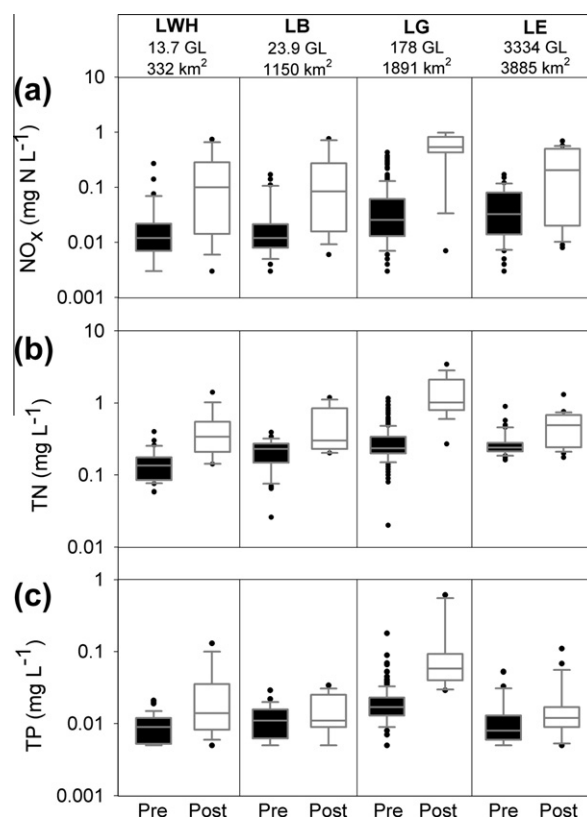 LWH LB LG LE
13.7 GL 23.9 GL 178 GL 3334 GL
332 km² 1150 km² 1891 km² 3885 km²
(a)
NOₓ (mg N L⁻¹)
10
1
0.1
0.01
0.001
(b)
TN (mg L⁻¹)
10
1
0.1
0.01
(c)
TP (mg L⁻¹)
1
0.1
0.01
0.001
Pre Post Pre Post Pre Post Pre Post